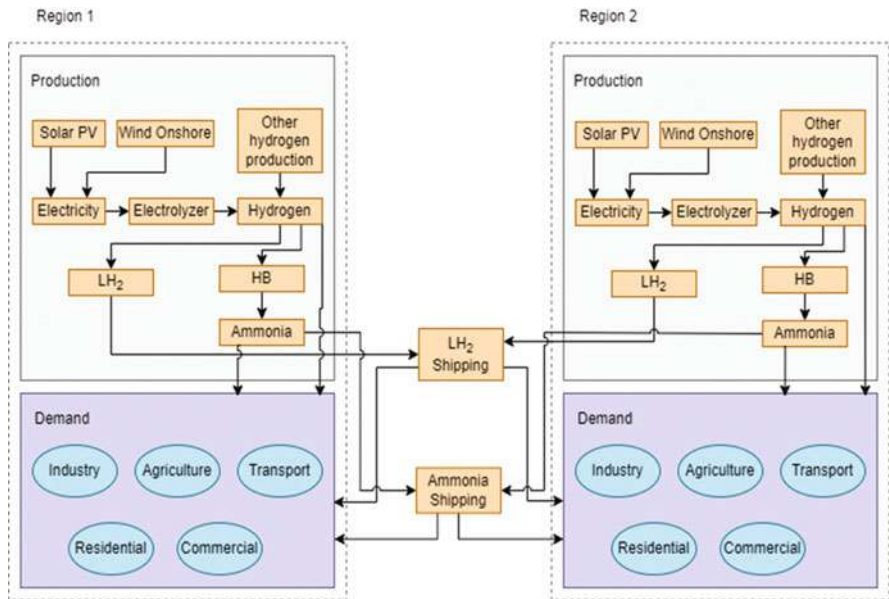 Region 1
Region 2
Production
Solar PV
Wind Onshore
Other
hydrogen
production
Electricity
Electrolyzer
Hydrogen
LH₂
HB
Ammonia
Demand
Industry
Agriculture
Transport
Residential
Commercial
LH₂
Shipping
Ammonia
Shipping
Production
Solar PV
Wind Onshore
Other
hydrogen
production
Electricity
Electrolyzer
Hydrogen
LH₂
HB
Ammonia
Demand
Industry
Agriculture
Transport
Residential
Commercial